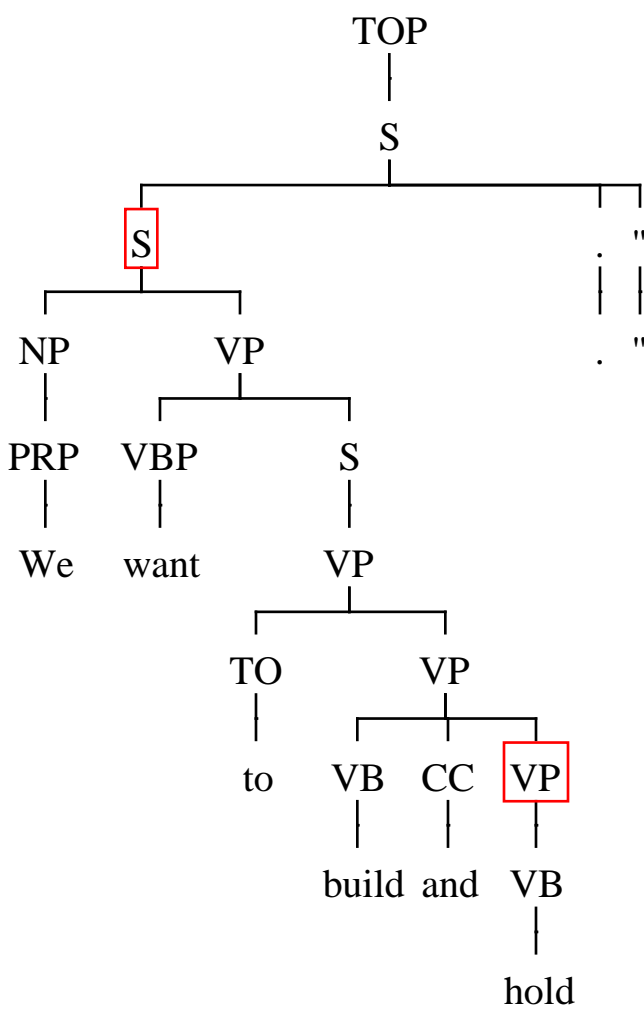 TOP
S
S . "
NP VP . "
PRP VBP S
We want VP
TO VP
to VB CC VP
build and VB
hold